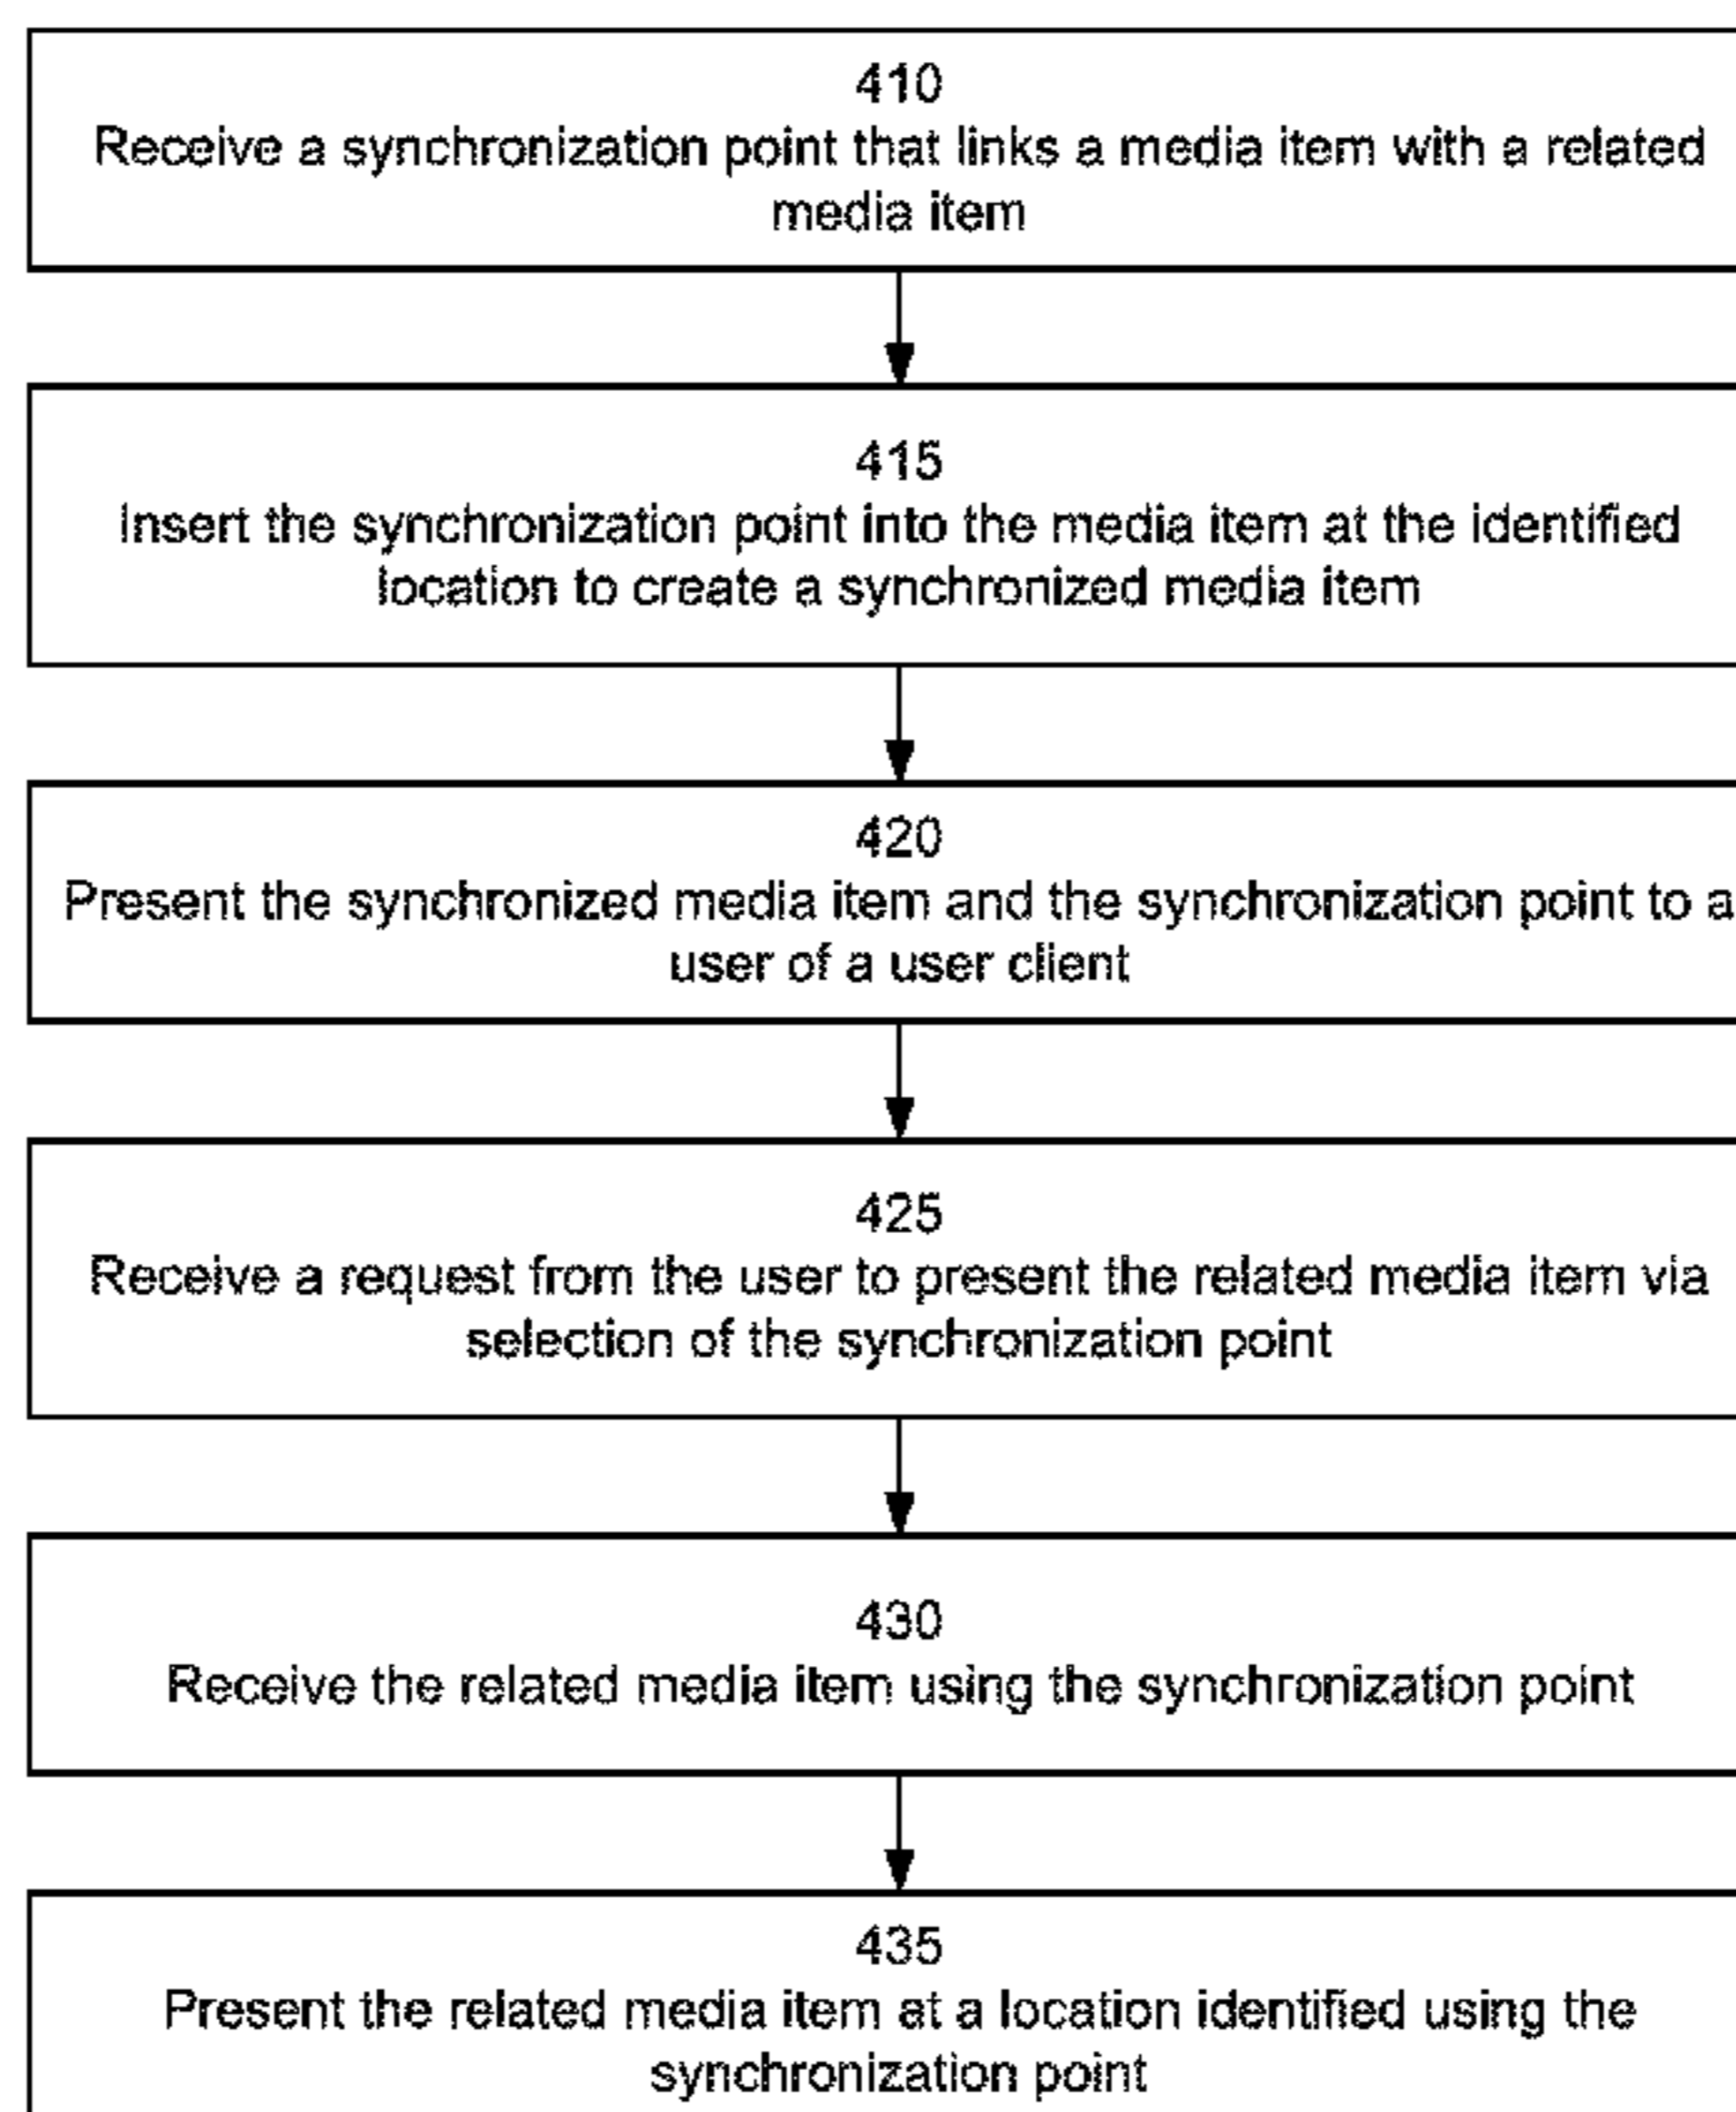 410
Receive a synchronization point that links a media item with a related
media item
415
Insert the synchronization point into the media item at the identified
location to create a synchronized media item
420
Present the synchronized media item and the synchronization point to a
user of a user client
425
Receive a request from the user to present the related media item via
selection of the synchronization point
430
Receive the related media item using the synchronization point
435
Present the related media item at a location identified using the
synchronization point